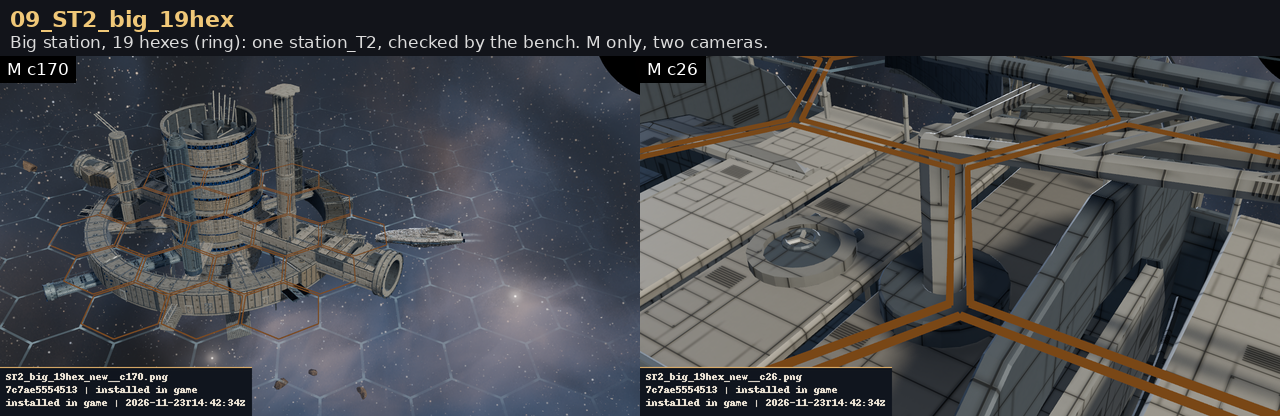 09_ST2_big_19hex
Big station, 19 hexes (ring): one station_T2, checked by the bench. M only, two cameras.
M c170
M c26
ST2_big_19hex_new__c170.png
7c7ae5554513 | installed in game
installed in game | 2026-11-23T14:42:34Z
ST2_big_19hex_new__c26.png
7c7ae5554513 | installed in game
installed in game | 2026-11-23T14:42:34Z